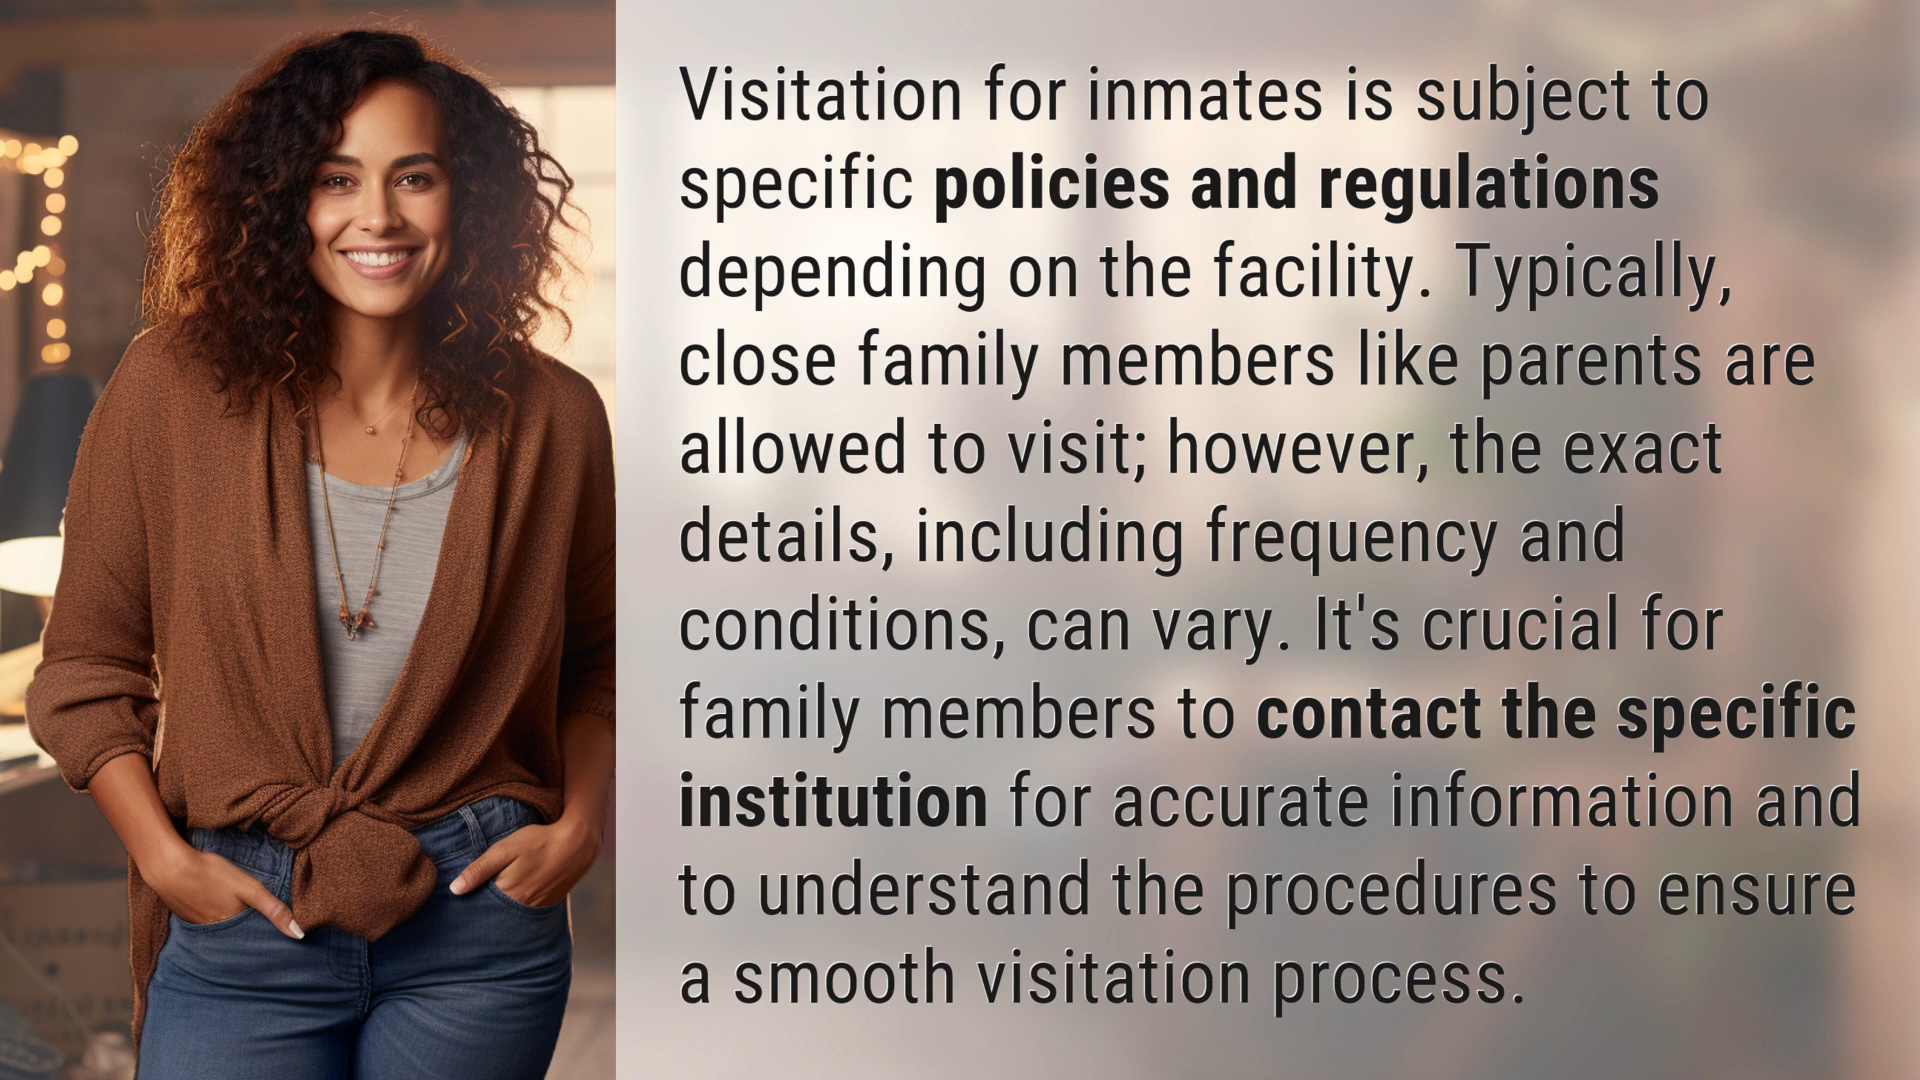 Visitation for inmates is subject to
specific policies and regulations
depending on the facility. Typically,
close family members like parents are
allowed to visit; however, the exact
details, including frequency and
conditions, can vary. It's crucial for
family members to contact the specific
institution for accurate information and
to understand the procedures to ensure
a smooth visitation process.